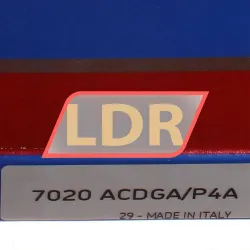 LDR
7020 ACDGA/P4A
29 - MADE IN ITALY